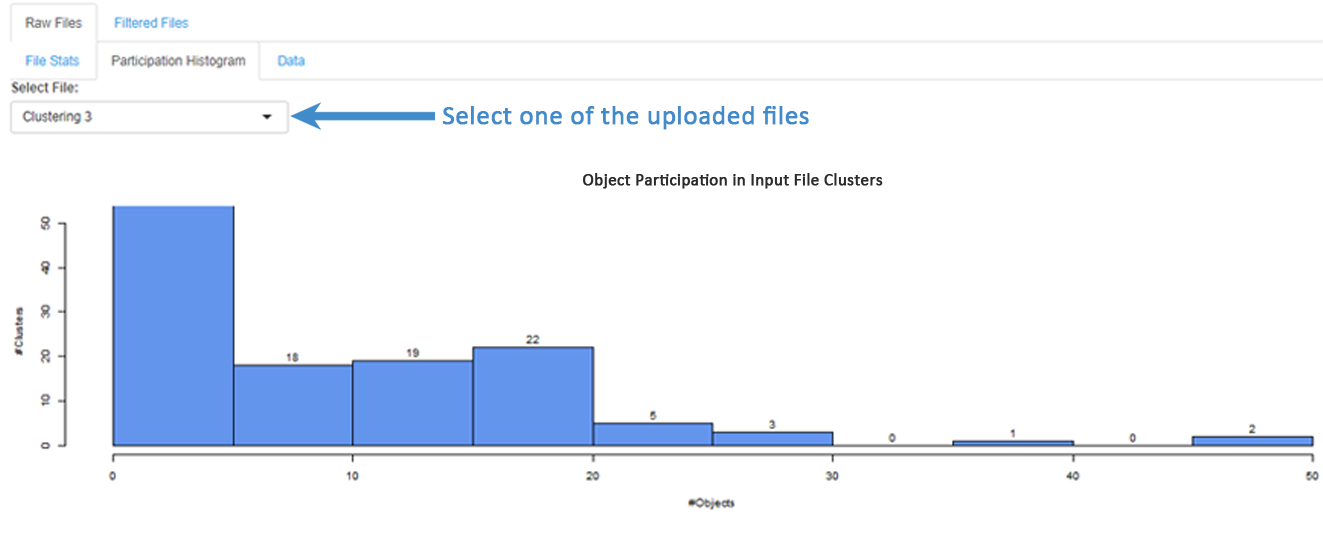 Raw Files Filtered Files
File Stats Participation Histogram Data
Select File:
Clustering 3
Select one of the uploaded files
Object Participation in Input File Clusters
50
40
30
20
10
0
#Clusters
18
19
22
5
3
0
1
0
2
0 10 20 30 40 50
#Objects